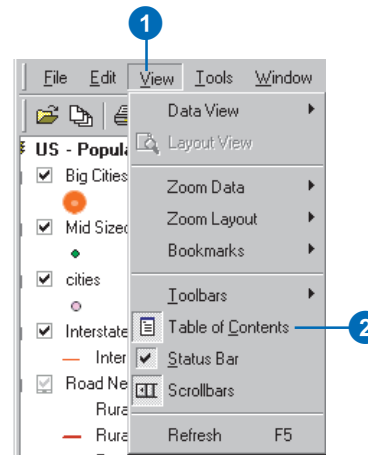 1
File Edit View Tools Window
Data View
Layout View
US - Popula
Big Cities
Zoom Data
Mid Sized
Zoom Layout
Bookmarks
cities
Toolbars
Interstate
Table of Contents
2
Inter
Status Bar
Road Ne
Scrollbars
Rura
Rura
Refresh F5